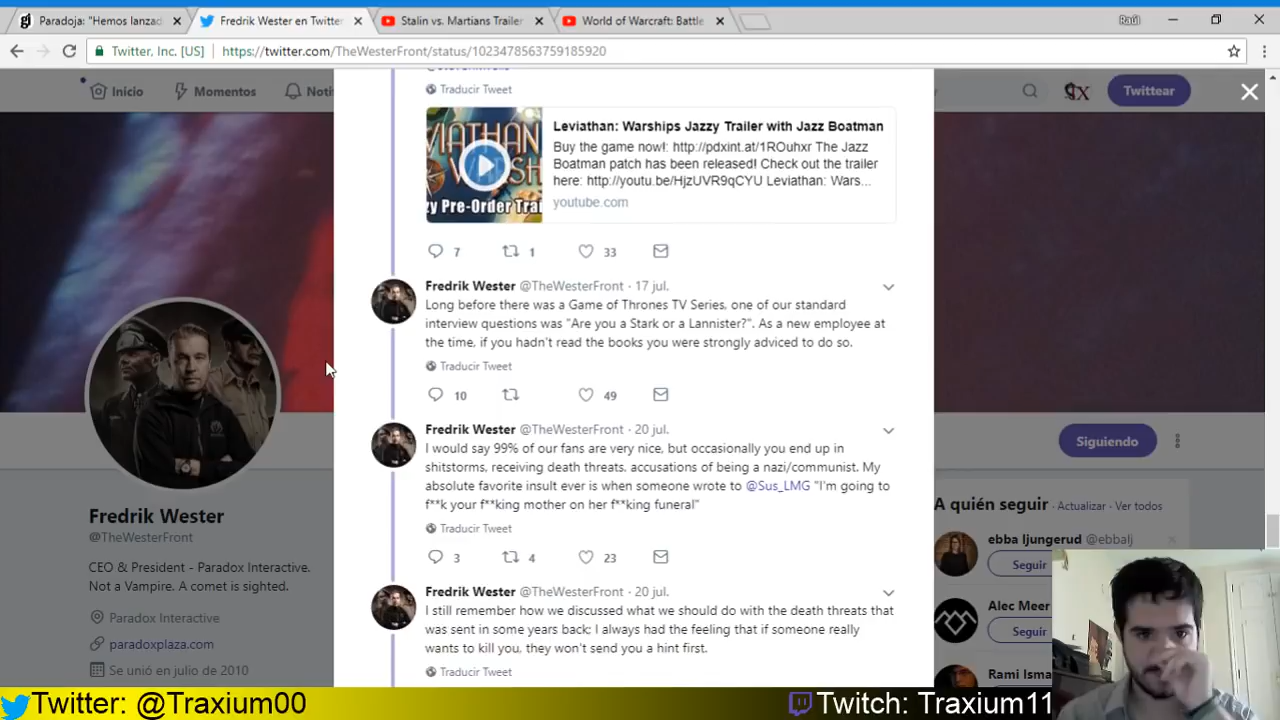 Paradoja: "Hemos lanzad
Fredrik Wester en Twitter
Stalin vs. Martians Trailer
World of Warcraft: Battle
Raúl
Twitter, Inc. [US]
https://twitter.com/TheWesterFront/status/1023478563759185920
Inicio
Momentos
Noti
Twittear
Traducir Tweet
Leviathan: Warships Jazzy Trailer with Jazz Boatman
Buy the game now!: http://pdxint.at/1ROuhxr The Jazz
Boatman patch has been released! Check out the trailer
here: http://youtu.be/HjzUVR9qCYU Leviathan: Wars...
youtube.com
7 1 33
Fredrik Wester @TheWesterFront · 17 jul.
Long before there was a Game of Thrones TV Series, one of our standard
interview questions was "Are you a Stark or a Lannister?". As a new employee at
the time, if you hadn't read the books you were strongly adviced to do so.
Traducir Tweet
10 49
Fredrik Wester @TheWesterFront · 20 jul.
I would say 99% of our fans are very nice, but occasionally you end up in
shitstorms, receiving death threats, accusations of being a nazi/communist. My
absolute favorite insult ever is when someone wrote to @Sus_LMG "I'm going to
f**k your f**king mother on her f**king funeral"
Traducir Tweet
3 4 23
Fredrik Wester @TheWesterFront · 20 jul.
I still remember how we discussed what we should do with the death threats that
was sent in some years back; I always had the feeling that if someone really
wants to kill you, they won't send you a hint first.
Traducir Tweet
Fredrik Wester
@TheWesterFront
CEO & President - Paradox Interactive.
Not a Vampire. A comet is sighted.
Paradox Interactive
paradoxplaza.com
Se unió en julio de 2010
Siguiendo
A quién seguir · Actualizar · Ver todos
ebba ljungerud @ebbalj
Seguir
Alec Meer
Seguir
Rami Isma
Twitter: @Traxium00
Twitch: Traxium11